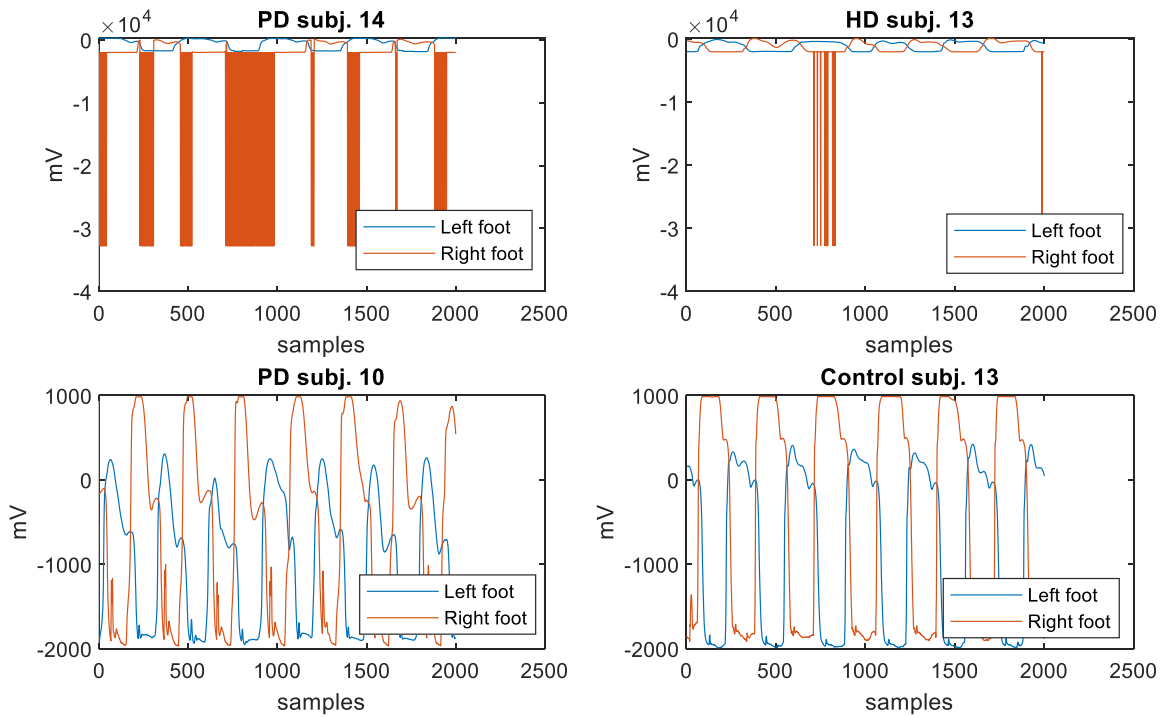 PD subj. 14
×10^4
0
-1
-2
-3
-4
mV
0 500 1000 1500 2000 2500
samples
Left foot
Right foot
HD subj. 13
×10^4
0
-1
-2
-3
-4
mV
0 500 1000 1500 2000 2500
samples
Left foot
Right foot
PD subj. 10
1000
0
-1000
-2000
mV
0 500 1000 1500 2000 2500
samples
Left foot
Right foot
Control subj. 13
1000
0
-1000
-2000
mV
0 500 1000 1500 2000 2500
samples
Left foot
Right foot